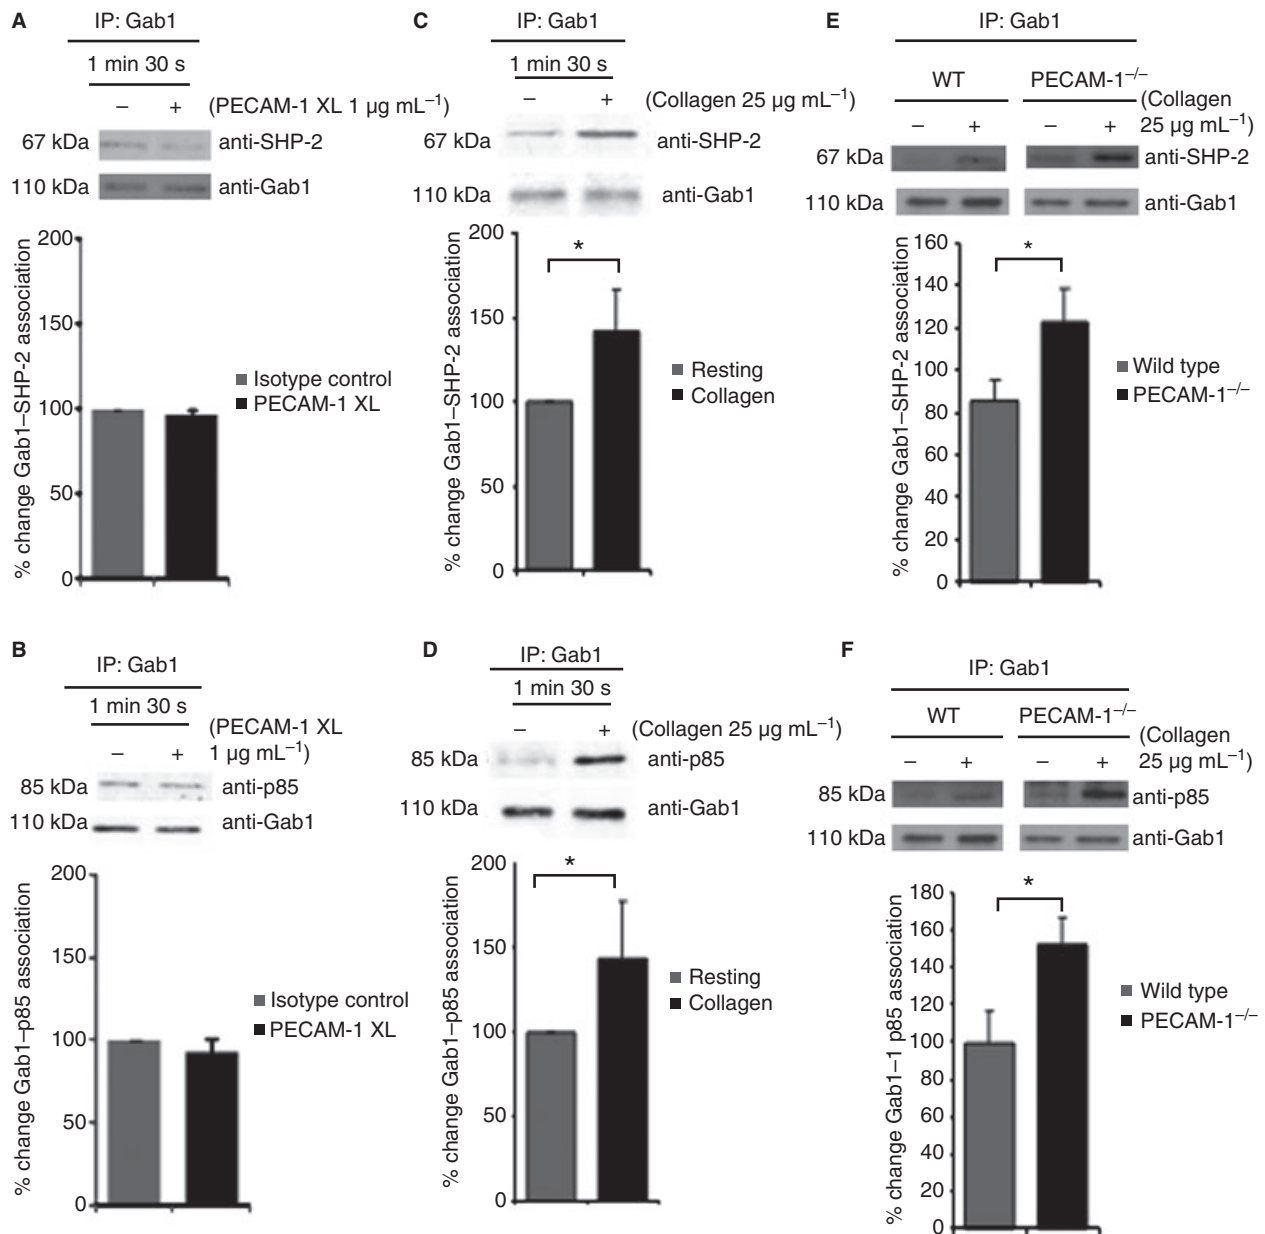 A
IP: Gab1
1 min 30 s
– + (PECAM-1 XL 1 µg mL⁻¹)
67 kDa anti-SHP-2
110 kDa anti-Gab1
% change Gab1–SHP-2 association
200
150
100
50
0
Isotype control
PECAM-1 XL
C
IP: Gab1
1 min 30 s
– + (Collagen 25 µg mL⁻¹)
67 kDa anti-SHP-2
110 kDa anti-Gab1
% change Gab1–SHP-2 association
200
150
100
50
0
*
Resting
Collagen
E
IP: Gab1
WT PECAM-1⁻/⁻
(Collagen
– + – + 25 µg mL⁻¹)
67 kDa anti-SHP-2
110 kDa anti-Gab1
% change Gab1–SHP-2 association
160
140
120
100
80
60
40
20
0
*
Wild type
PECAM-1⁻/⁻
B
IP: Gab1
1 min 30 s
(PECAM-1 XL
– + 1 µg mL⁻¹)
85 kDa anti-p85
110 kDa anti-Gab1
% change Gab1–p85 association
200
150
100
50
0
Isotype control
PECAM-1 XL
D
IP: Gab1
1 min 30 s
– + (Collagen 25 µg mL⁻¹)
85 kDa anti-p85
110 kDa anti-Gab1
% change Gab1–p85 association
200
150
100
50
0
*
Resting
Collagen
F
IP: Gab1
WT PECAM-1⁻/⁻
(Collagen
– + – + 25 µg mL⁻¹)
85 kDa anti-p85
110 kDa anti-Gab1
% change Gab1–1 p85 association
180
160
140
120
100
80
60
40
20
0
*
Wild type
PECAM-1⁻/⁻